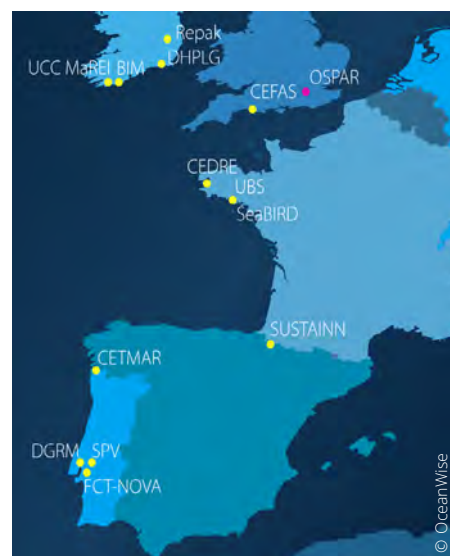 Repak
DHPLG
UCC MaREI BIM
OSPAR
CEFAS
CEDRE
UBS
SeaBIRD
SUSTAINN
CETMAR
DGRM SPV
FCT-NOVA
© OceanWise